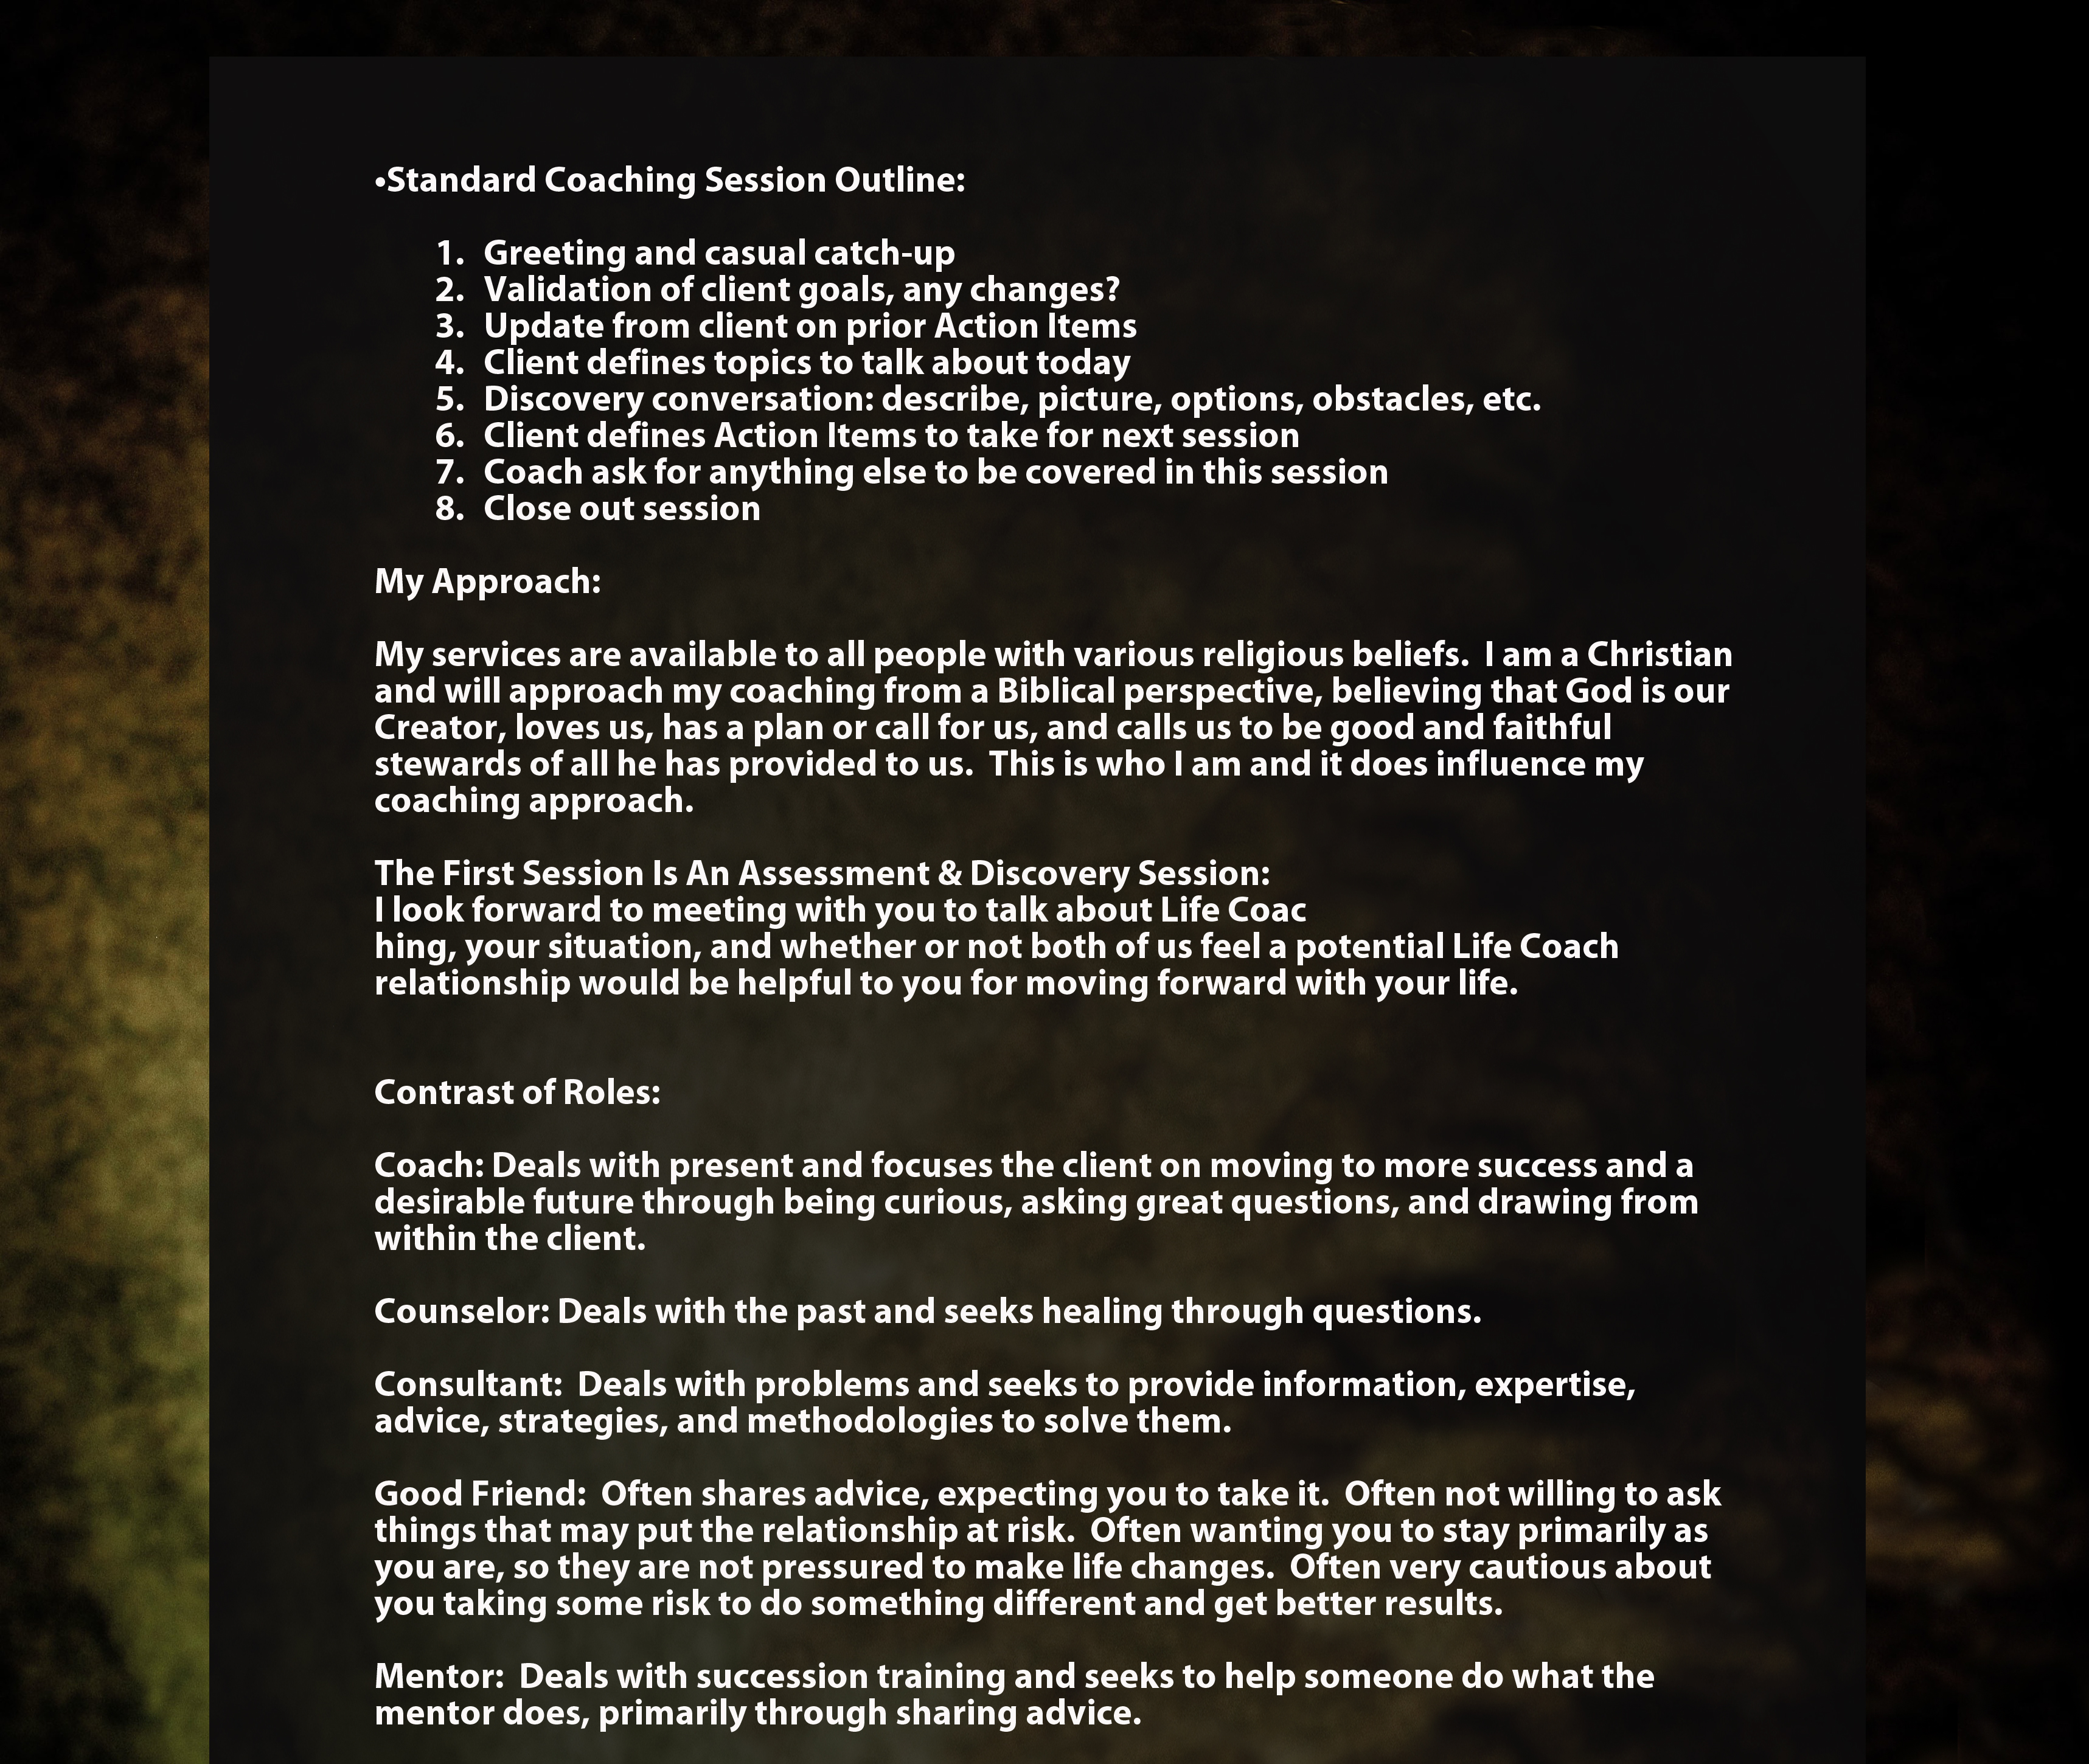 •Standard Coaching Session Outline:
1. Greeting and casual catch-up
2. Validation of client goals, any changes?
3. Update from client on prior Action Items
4. Client defines topics to talk about today
5. Discovery conversation: describe, picture, options, obstacles, etc.
6. Client defines Action Items to take for next session
7. Coach ask for anything else to be covered in this session
8. Close out session
My Approach:
My services are available to all people with various religious beliefs.  I am a Christian
and will approach my coaching from a Biblical perspective, believing that God is our
Creator, loves us, has a plan or call for us, and calls us to be good and faithful
stewards of all he has provided to us.  This is who I am and it does influence my
coaching approach.
The First Session Is An Assessment & Discovery Session:
I look forward to meeting with you to talk about Life Coac
hing, your situation, and whether or not both of us feel a potential Life Coach
relationship would be helpful to you for moving forward with your life.
Contrast of Roles:
Coach: Deals with present and focuses the client on moving to more success and a
desirable future through being curious, asking great questions, and drawing from
within the client.
Counselor: Deals with the past and seeks healing through questions.
Consultant:  Deals with problems and seeks to provide information, expertise,
advice, strategies, and methodologies to solve them.
Good Friend:  Often shares advice, expecting you to take it.  Often not willing to ask
things that may put the relationship at risk.  Often wanting you to stay primarily as
you are, so they are not pressured to make life changes.  Often very cautious about
you taking some risk to do something different and get better results.
Mentor:  Deals with succession training and seeks to help someone do what the
mentor does, primarily through sharing advice.